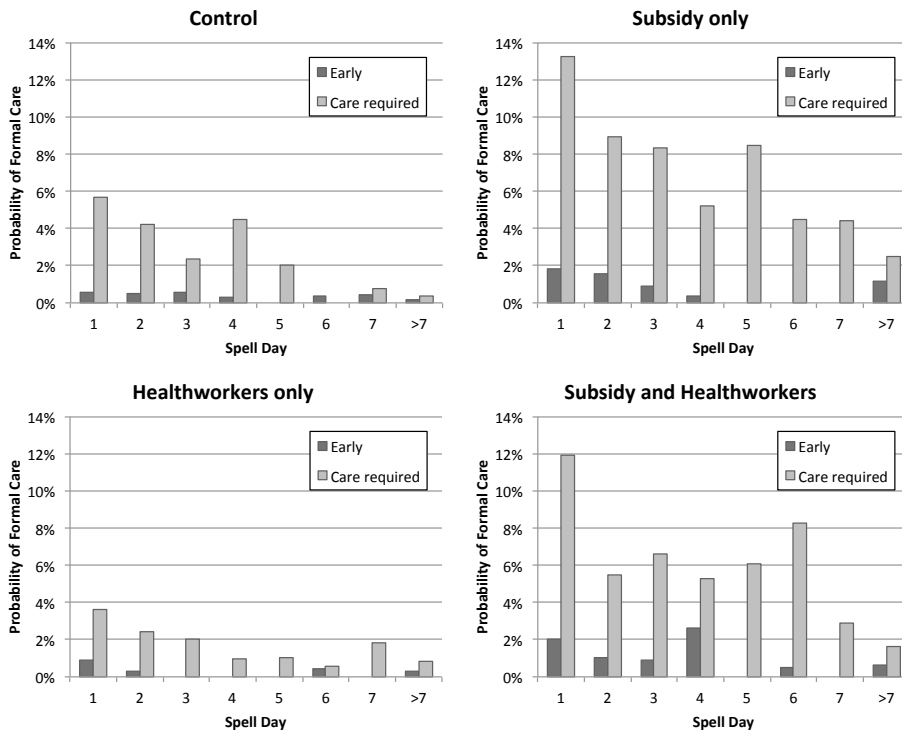 Control
14%
12%
10%
8%
6%
4%
2%
0%
Probability of Formal Care
Early
Care required
1 2 3 4 5 6 7 >7
Spell Day
Subsidy only
14%
12%
10%
8%
6%
4%
2%
0%
Probability of Formal Care
Early
Care required
1 2 3 4 5 6 7 >7
Spell Day
Healthworkers only
14%
12%
10%
8%
6%
4%
2%
0%
Probability of Formal Care
Early
Care required
1 2 3 4 5 6 7 >7
Spell Day
Subsidy and Healthworkers
14%
12%
10%
8%
6%
4%
2%
0%
Probability of Formal Care
Early
Care required
1 2 3 4 5 6 7 >7
Spell Day